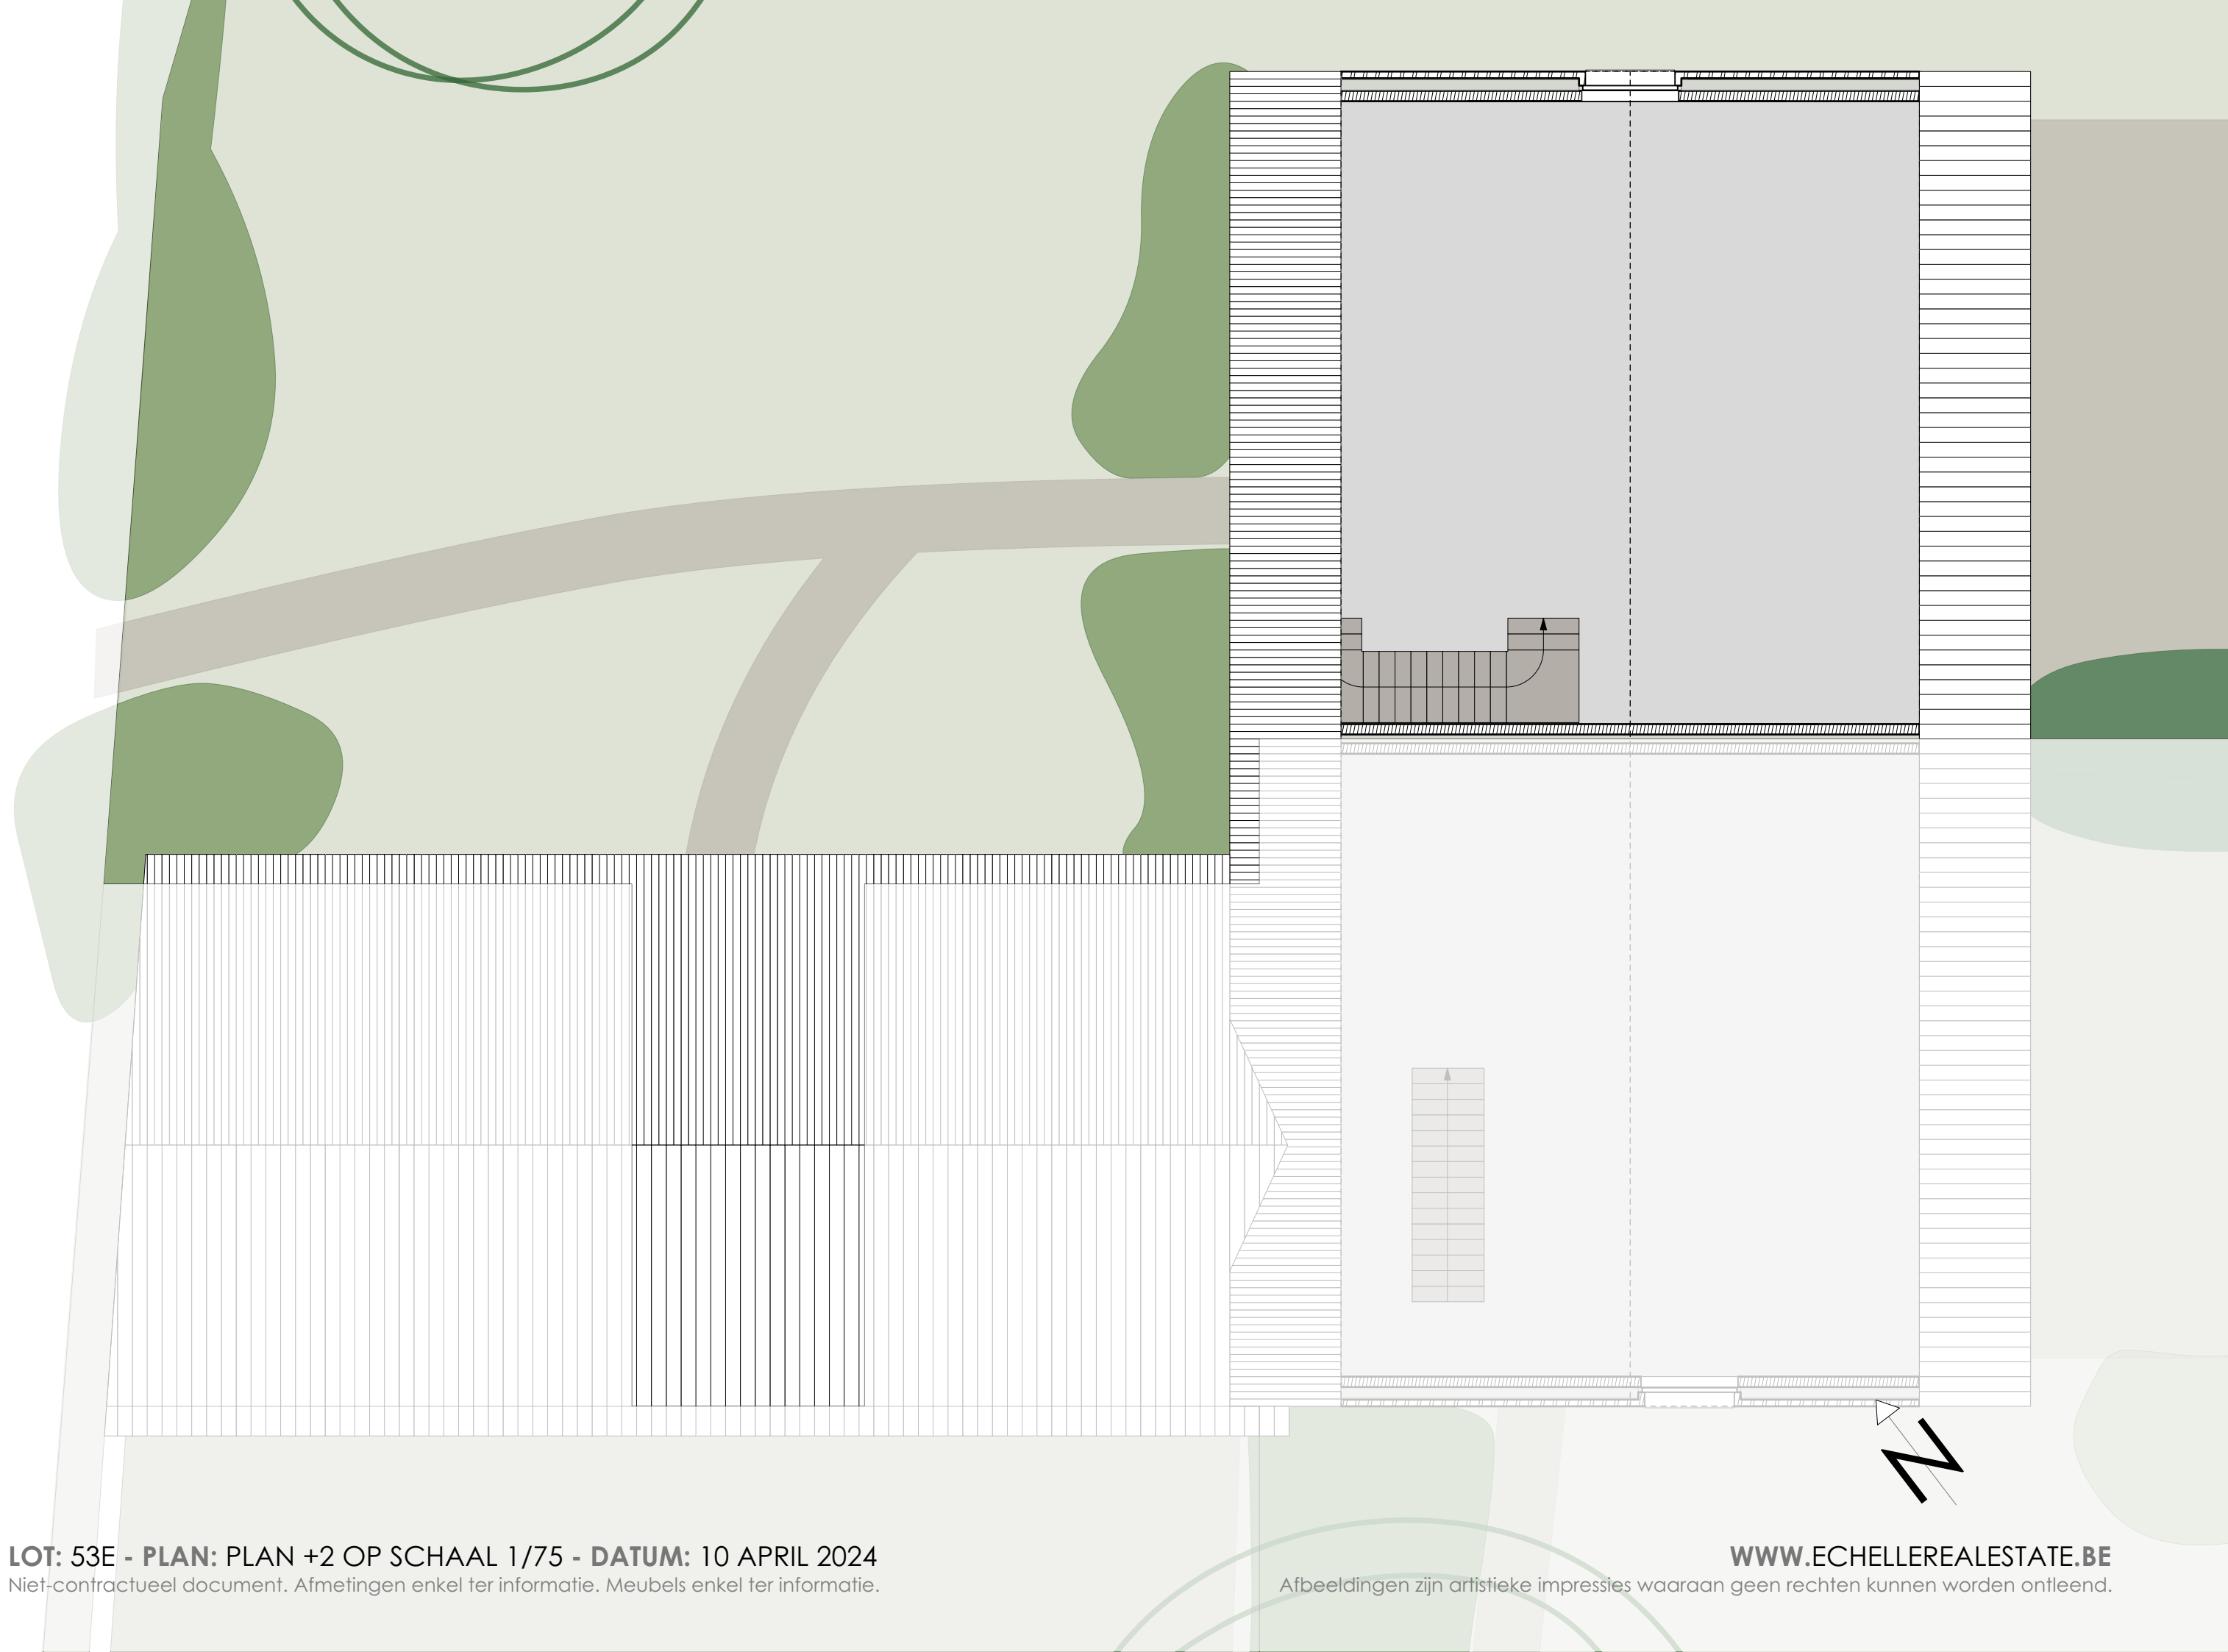 N
LOT: 53E - PLAN: PLAN +2 OP SCHAAL 1/75 - DATUM: 10 APRIL 2024
Niet-contractueel document. Afmetingen enkel ter informatie. Meubels enkel ter informatie.
WWW.ECHELLEREALESTATE.BE
Afbeeldingen zijn artistieke impressies waaraan geen rechten kunnen worden ontleend.